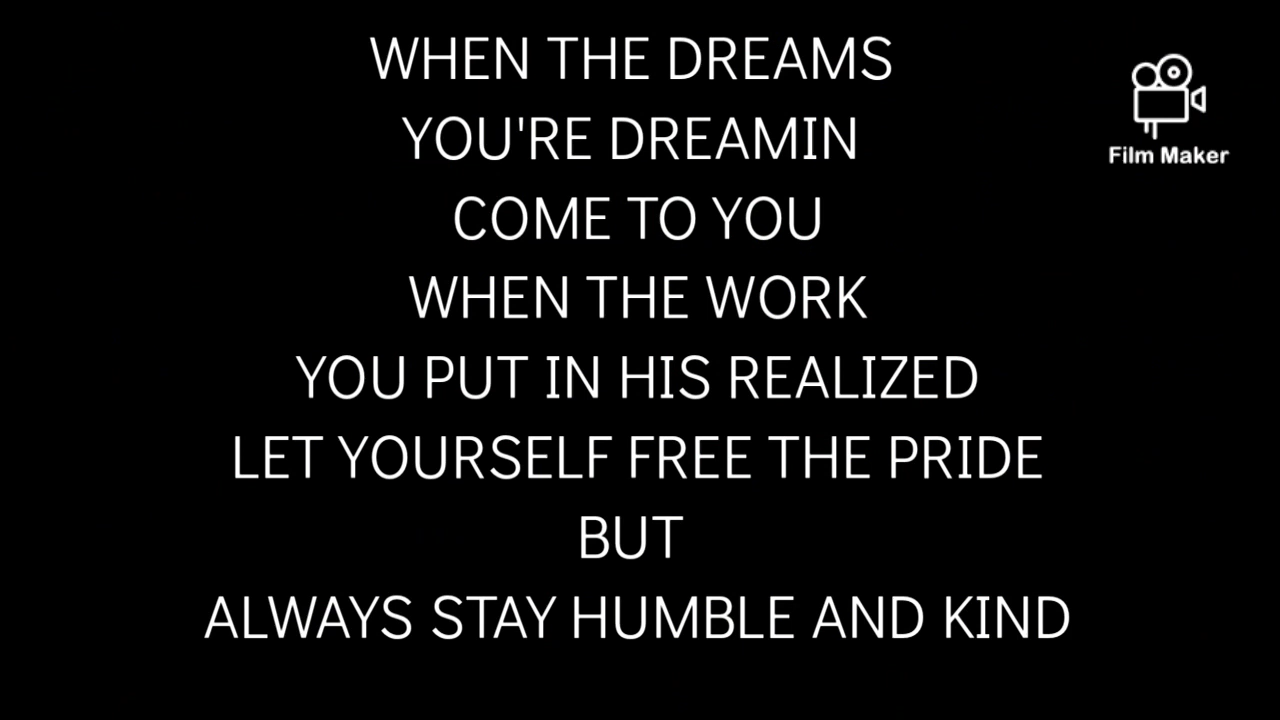 WHEN THE DREAMS
YOU'RE DREAMIN
COME TO YOU
WHEN THE WORK
YOU PUT IN HIS REALIZED
LET YOURSELF FREE THE PRIDE
BUT
ALWAYS STAY HUMBLE AND KIND
Film Maker